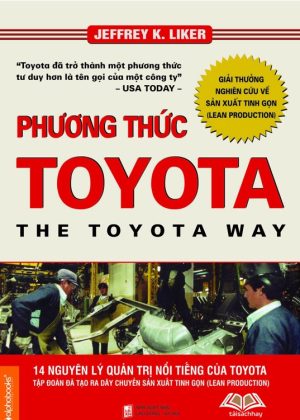 JEFFREY K. LIKER
“Toyota đã trở thành một phương thức
tư duy hơn là tên gọi của một công ty”
– USA TODAY –
GIẢI THƯỞNG
NGHIÊN CỨU VỀ
SẢN XUẤT TINH GỌN
(LEAN PRODUCTION)
PHƯƠNG THỨC
TOYOTA
THE TOYOTA WAY
14 NGUYÊN LÝ QUẢN TRỊ NỔI TIẾNG CỦA TOYOTA
TẬP ĐOÀN ĐÃ TẠO RA DÂY CHUYỀN SẢN XUẤT TINH GỌN (LEAN PRODUCTION)
alphabooks
táisáchhay